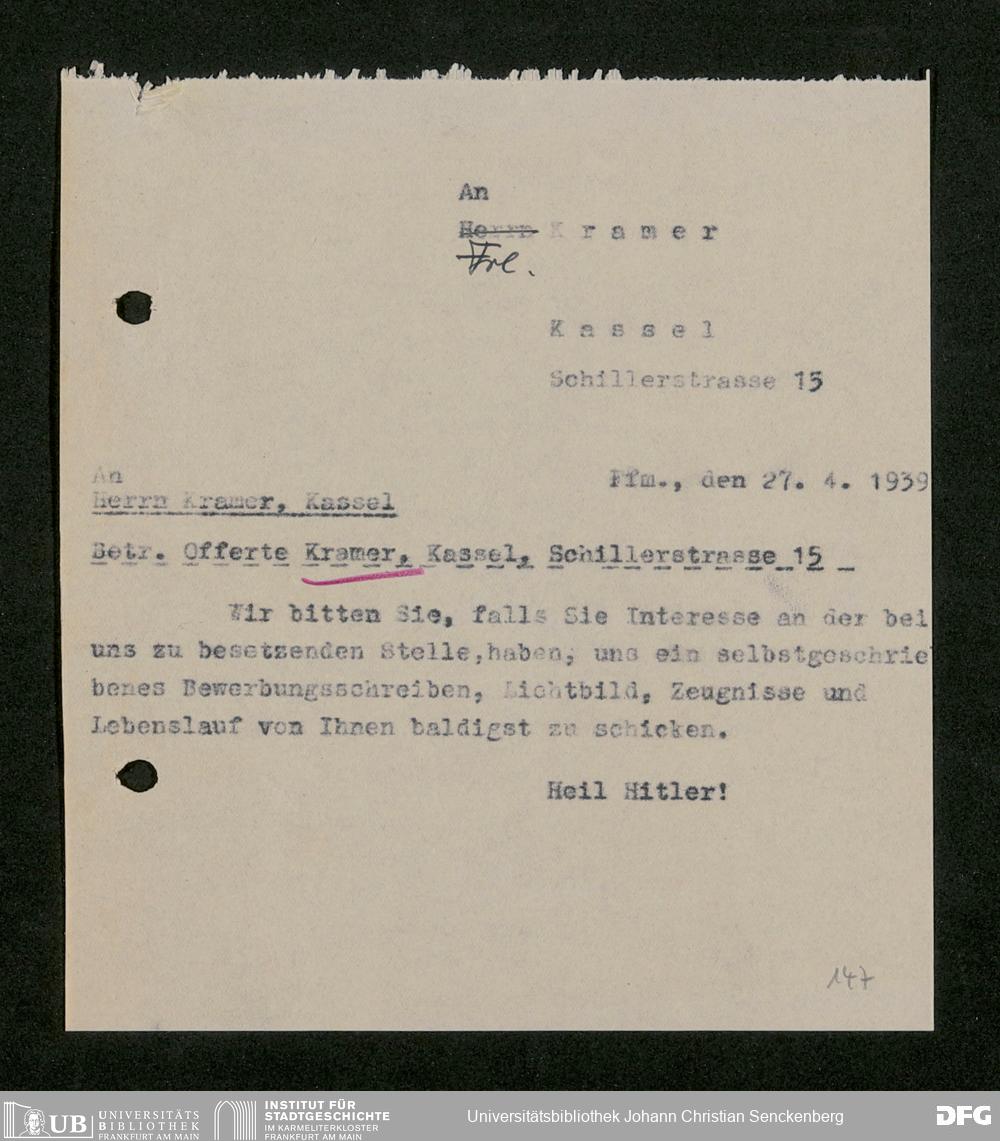 An
Herrn K r a m e r
Frl.
K a s s e l
Schillerstrasse 15
An
Herrn Kramer, Kassel
Ffm., den 27. 4. 1939
Betr. Offerte Kramer, Kassel, Schillerstrasse 15
Wir bitten Sie, falls Sie Interesse an der bei
uns zu besetzenden Stelle,haben, uns ein selbstgeschrie
benes Bewerbungsschreiben, Lichtbild, Zeugnisse und
Lebenslauf von Ihnen baldigst zu schicken.
Heil Hitler!
147
UB
UNIVERSITÄTS
BIBLIOTHEK
FRANKFURT AM MAIN
INSTITUT FÜR
STADTGESCHICHTE
IM KARMELITERKLOSTER
FRANKFURT AM MAIN
Universitätsbibliothek Johann Christian Senckenberg
DFG